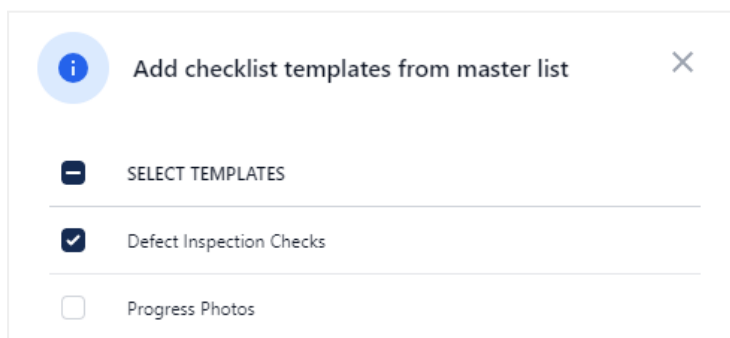 Add checklist templates from master list
SELECT TEMPLATES
Defect Inspection Checks
Progress Photos